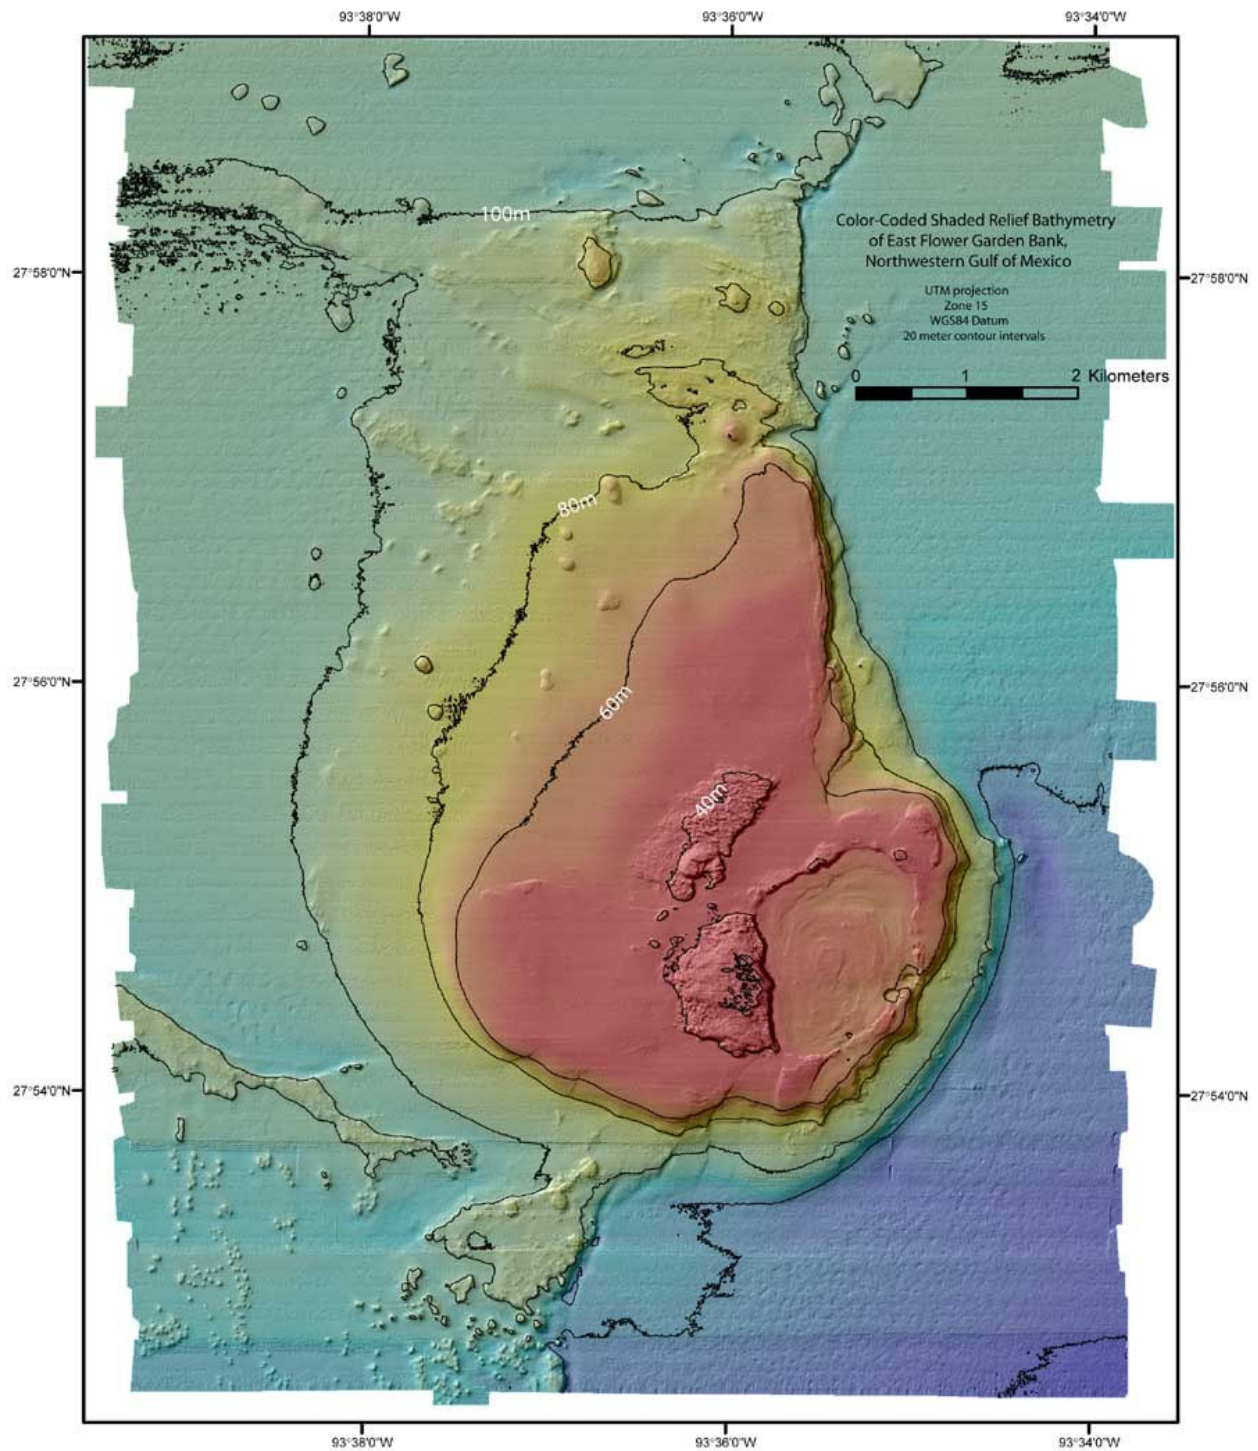 93°38'0"W
93°36'0"W
93°34'0"W
100m
Color-Coded Shaded Relief Bathymetry
of East Flower Garden Bank,
Northwestern Gulf of Mexico
27°58'0"N
27°58'0"N
UTM projection
Zone 15
WGS84 Datum
20 meter contour intervals
0 1 2 Kilometers
80m
27°56'0"N
27°56'0"N
60m
40m
27°54'0"N
27°54'0"N
93°38'0"W
93°36'0"W
93°34'0"W